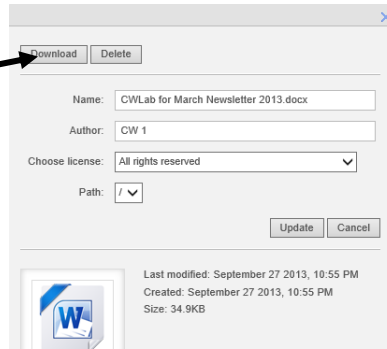 Download Delete
Name: CWLab for March Newsletter 2013.docx
Author: CW 1
Choose license: All rights reserved
Path: /
Update Cancel
Last modified: September 27 2013, 10:55 PM
Created: September 27 2013, 10:55 PM
Size: 34.9KB
W